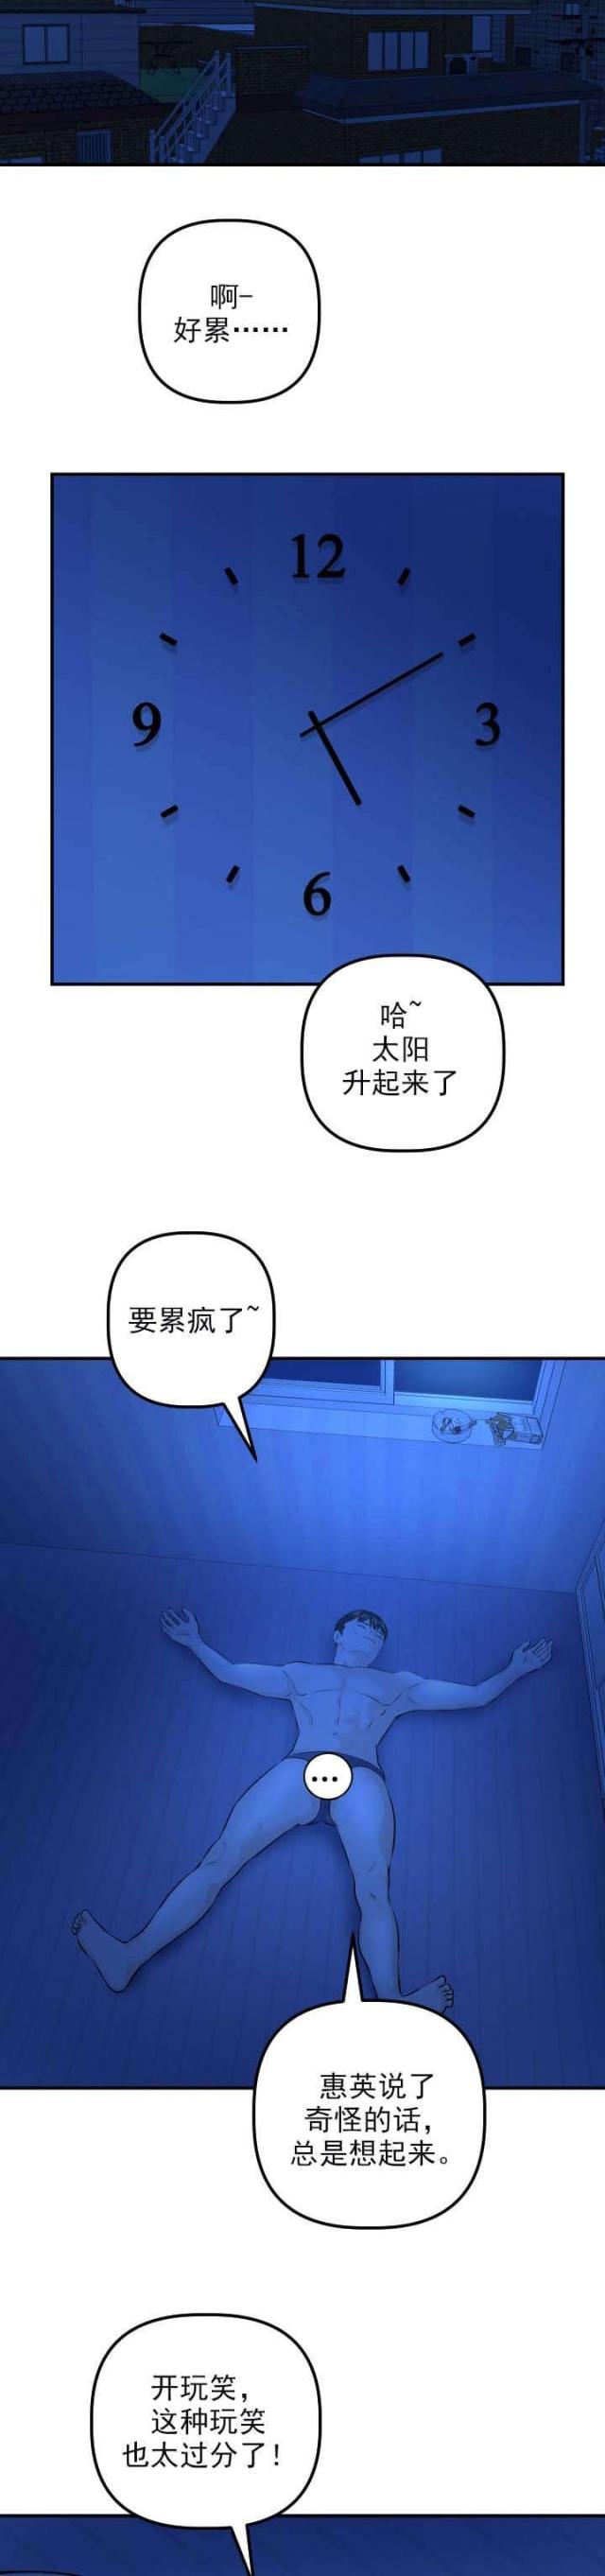 啊-
好累……
12
9
3
6
哈~
太阳
升起来了
要累疯了~
...
惠英说了
奇怪的话，
总是想起来。
开玩笑，
这种玩笑
也太过分了！